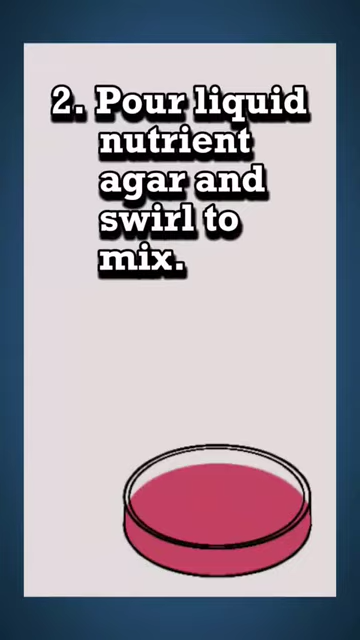 2. Pour liquid
nutrient
agar and
swirl to
mix.